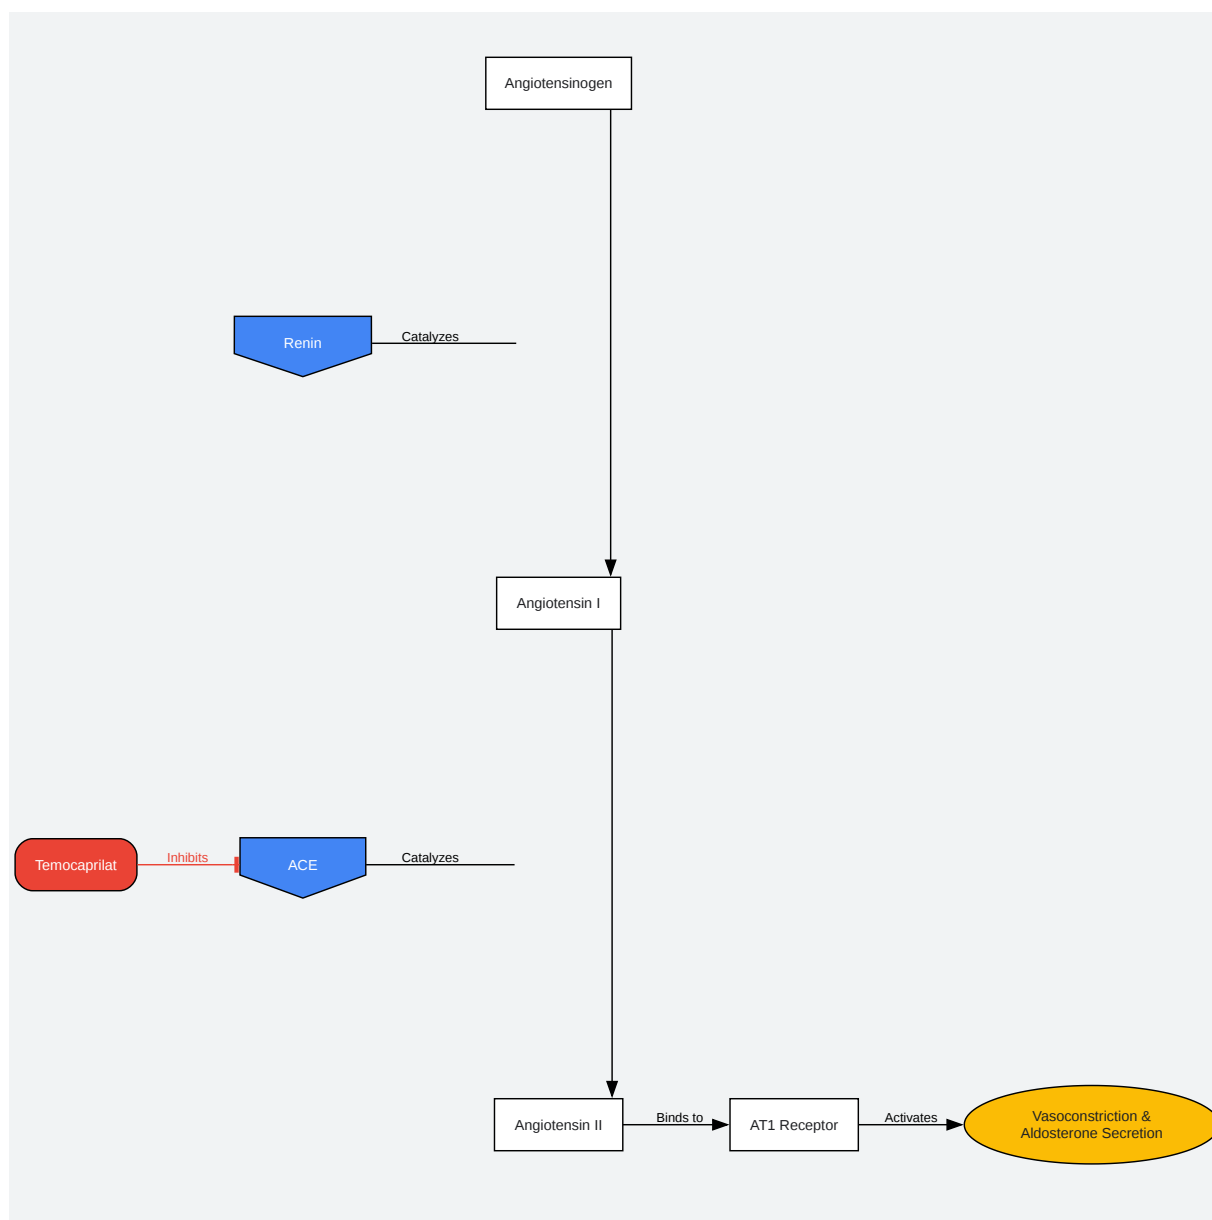 Angiotensinogen
Renin
Catalyzes
Angiotensin I
Temocaprilat
Inhibits
ACE
Catalyzes
Angiotensin II
Binds to
AT1 Receptor
Activates
Vasoconstriction &
Aldosterone Secretion